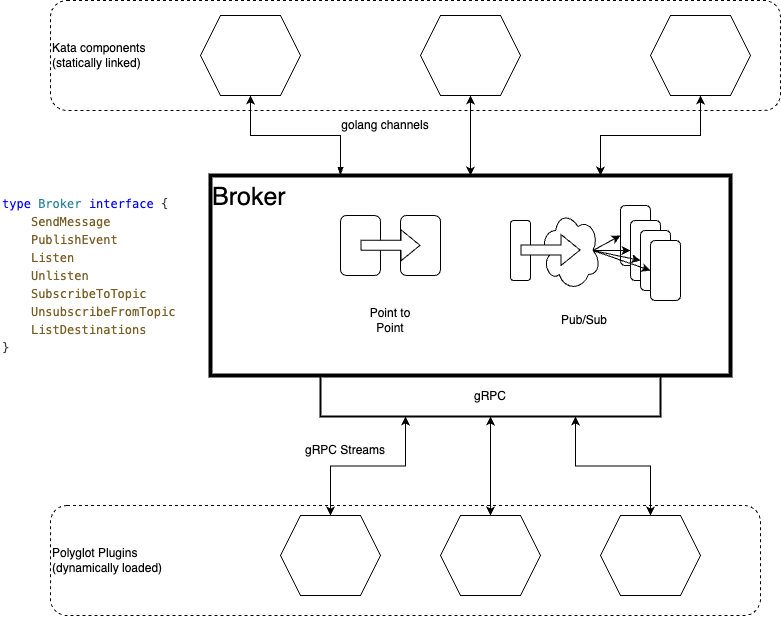 Kata components
(statically linked)
golang channels
Broker
type Broker interface {
SendMessage
PublishEvent
Listen
Unlisten
SubscribeToTopic
UnsubscribeFromTopic
ListDestinations
}
Point to
Point
Pub/Sub
gRPC
gRPC Streams
Polyglot Plugins
(dynamically loaded)